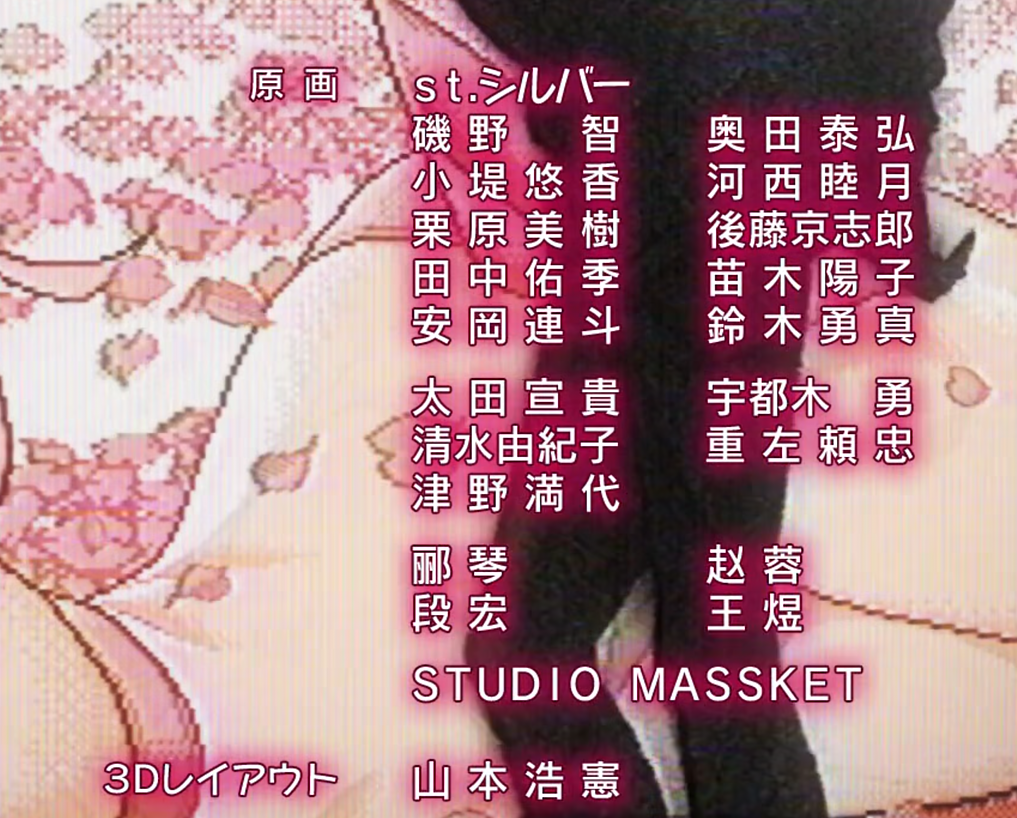 原画 st.シルバー
磯野 智 奥田泰弘
小堤悠香 河西睦月
栗原美樹 後藤京志郎
田中佑季 苗木陽子
安岡連斗 鈴木勇真
太田宣貴 宇都木 勇
清水由紀子 重左頼忠
津野満代
郦琴 赵蓉
段宏 王煜
STUDIO MASSKET
3Dレイアウト 山本浩憲